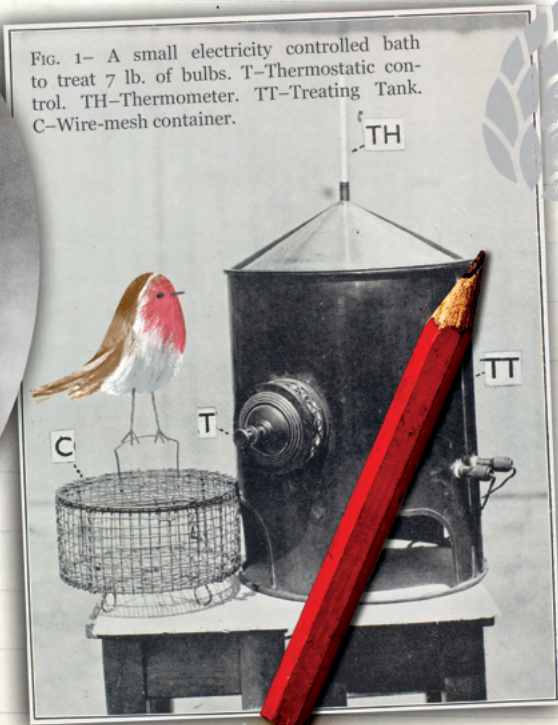 FIG. 1– A small electricity controlled bath
to treat 7 lb. of bulbs. T–Thermostatic con-
trol. TH–Thermometer. TT–Treating Tank.
C–Wire-mesh container.
TH
TT
T
C